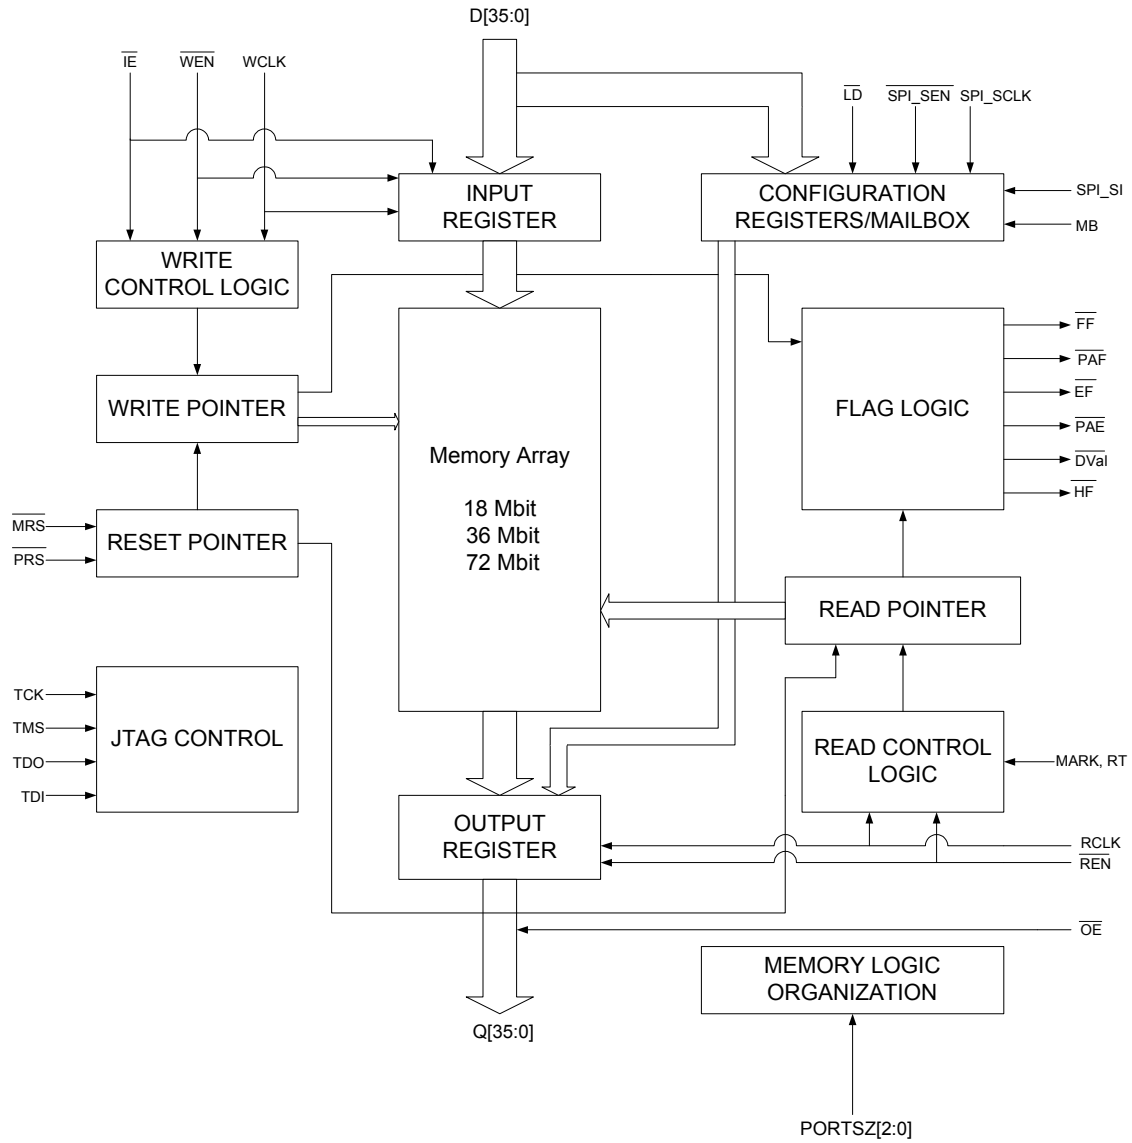 D[35:0]
IE
WEN
WCLK
LD
SPI_SEN
SPI_SCLK
INPUT
REGISTER
CONFIGURATION
REGISTERS/MAILBOX
SPI_SI
MB
WRITE
CONTROL LOGIC
FF
PAF
EF
PAE
DVal
HF
WRITE POINTER
FLAG LOGIC
Memory Array
18 Mbit
36 Mbit
72 Mbit
MRS
PRS
RESET POINTER
READ POINTER
TCK
TMS
TDO
TDI
JTAG CONTROL
READ CONTROL
LOGIC
MARK, RT
OUTPUT
REGISTER
RCLK
REN
OE
MEMORY LOGIC
ORGANIZATION
Q[35:0]
PORTSZ[2:0]